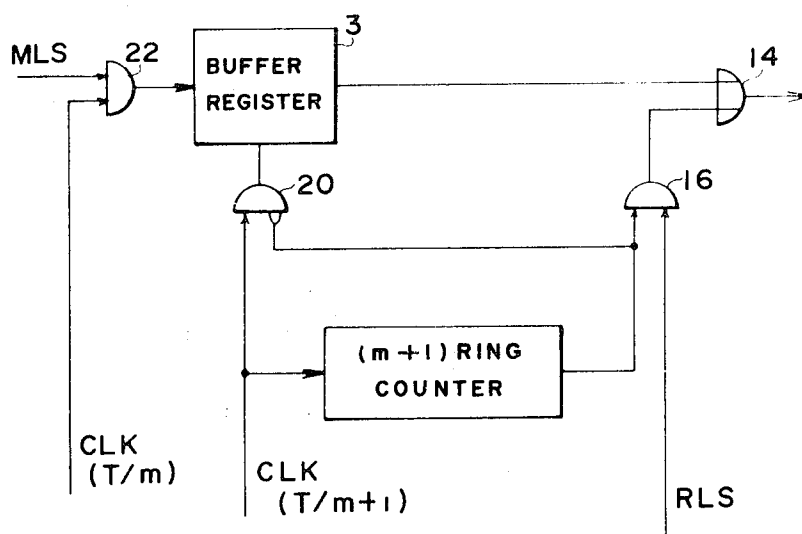 3
MLS
22
BUFFER
REGISTER
14
20
16
(m+1) RING
COUNTER
CLK
(T/m)
CLK
(T/m+1)
RLS